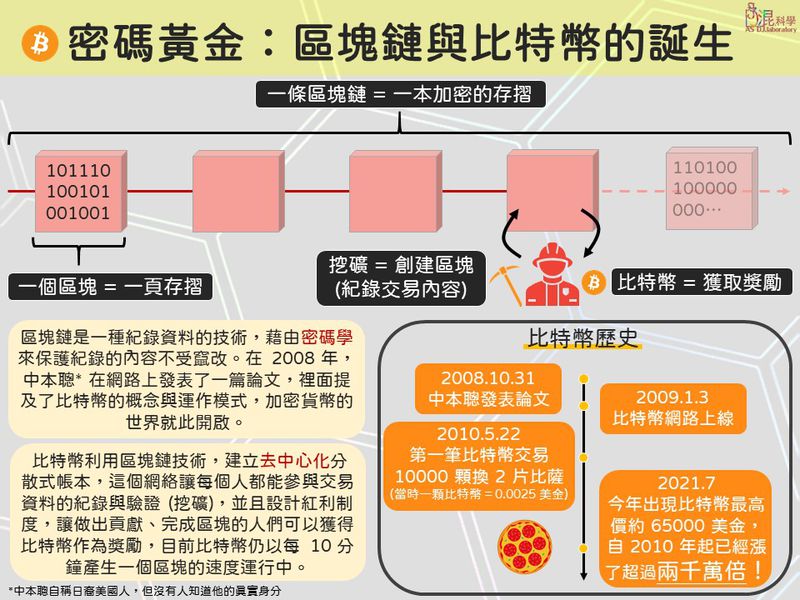 密碼黃金：區塊鏈與比特幣的誕生
混科學
AS DJ.laboratory
一條區塊鏈 = 一本加密的存摺
101110
100101
001001
110100
100000
000…
一個區塊 = 一頁存摺
挖礦 = 創建區塊
(紀錄交易內容)
比特幣 = 獲取獎勵
區塊鏈是一種紀錄資料的技術，藉由密碼學
來保護紀錄的內容不受竄改。在 2008 年，
中本聰* 在網路上發表了一篇論文，裡面提
及了比特幣的概念與運作模式，加密貨幣的
世界就此開啟。
比特幣利用區塊鏈技術，建立去中心化分
散式帳本，這個網絡讓每個人都能參與交易
資料的紀錄與驗證 (挖礦)，並且設計紅利制
度，讓做出貢獻、完成區塊的人們可以獲得
比特幣作為獎勵，目前比特幣仍以每 10 分
鐘產生一個區塊的速度運行中。
*中本聰自稱日裔美國人，但沒有人知道他的真實身分
比特幣歷史
2008.10.31
中本聰發表論文
2009.1.3
比特幣網路上線
2010.5.22
第一筆比特幣交易
10000 顆換 2 片比薩
(當時一顆比特幣 = 0.0025 美金)
2021.7
今年出現比特幣最高
價約 65000 美金，
自 2010 年起已經漲
了超過兩千萬倍！